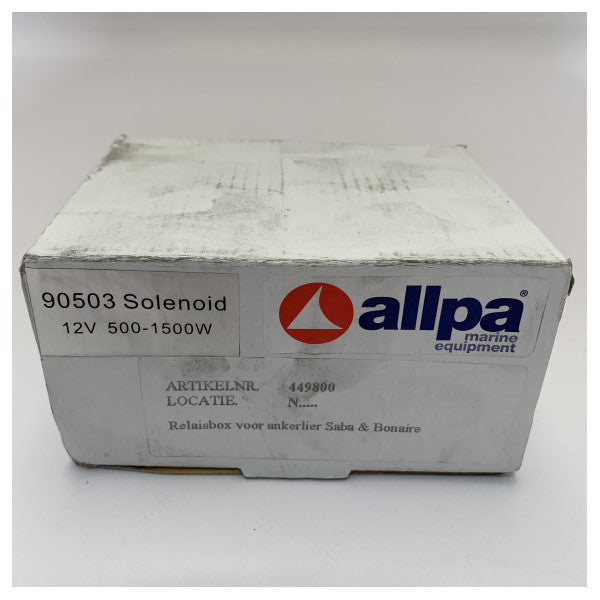 90503 Solenoid
12V 500-1500W
allpa®
marine
equipment
ARTIKELNR. 449800
LOCATIE. N.....
Relaisbox voor ankerlier Saba & Bonaire